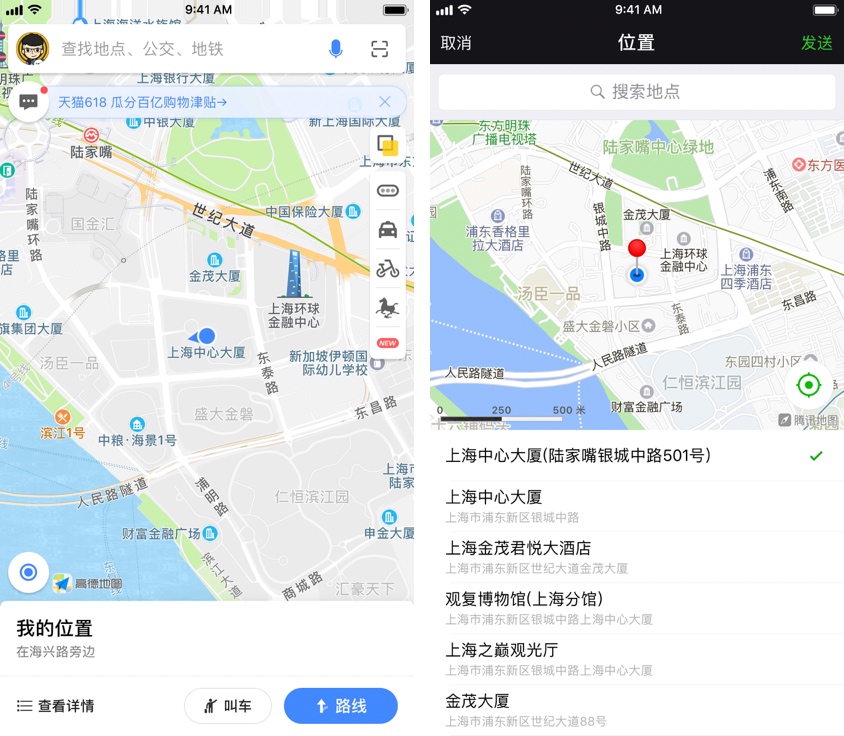 9:41 AM
上海海洋水族馆
查找地点、公交、地铁
上海银行大厦
天猫618 瓜分百亿购物津贴→
中银大厦
新上海国际大厦
陆家嘴
陆家嘴环路
国金汇
世纪大道
中国保险大厦
金茂大厦
上海环球
金融中心
旗集团大厦
上海中心大厦
汤臣一品
东泰路
新加坡伊顿国
际幼儿学校
NEW
滨江1号
中粮·海景1号
盛大金磐
东昌路
人民路隧道
浦明路
仁恒滨江园
上海市
陆家
财富金融广场
申金大厦
滨江大道
商城路
汇豪天下
高德地图
我的位置
在海兴路旁边
查看详情
叫车
路线
9:41 AM
取消
位置
发送
搜索地点
东方明珠
广播电视塔
陆家嘴中心绿地
世纪大道
陆家嘴环路
浦东南路
东方医
银城中路
金茂大厦
浦东香格里
拉大酒店
上海环球
金融中心
上海浦东
四季酒店
汤臣一品
东泰路
东昌路
盛大金磐小区
人民路隧道
人民路隧道
东园四村小区
仁恒滨江园
财富金融广场
0
250
500 米
腾讯地图
上海中心大厦(陆家嘴银城中路501号)
上海中心大厦
上海市浦东新区银城中路
上海金茂君悦大酒店
上海市浦东新区世纪大道金茂大厦
观复博物馆(上海分馆)
上海市浦东新区银城中路上海中心大厦
上海之巅观光厅
上海市浦东新区银城中路上海中心大厦
金茂大厦
上海市浦东新区世纪大道88号